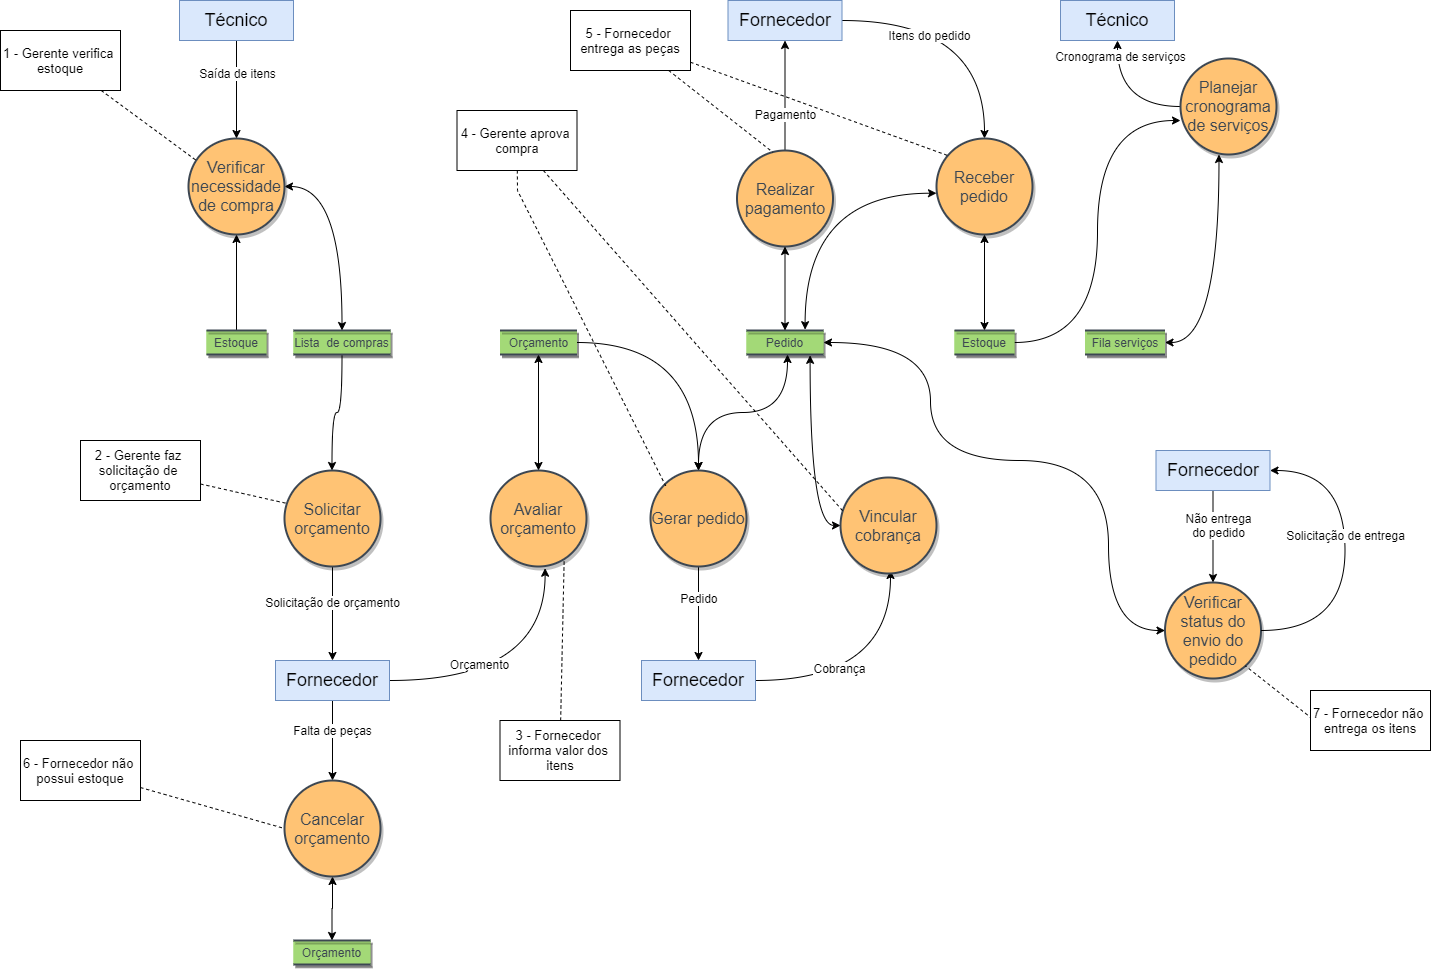 Técnico
1 - Gerente verifica
estoque
Saída de itens
Verificar
necessidade
de compra
Estoque
Lista  de compras
2 - Gerente faz
solicitação de
orçamento
Solicitar
orçamento
Solicitação de orçamento
Fornecedor
Falta de peças
6 - Fornecedor não
possui estoque
Cancelar
orçamento
Orçamento
Orçamento
Avaliar
orçamento
Orçamento
3 - Fornecedor
informa valor dos
itens
4 - Gerente aprova
compra
Gerar pedido
Pedido
Fornecedor
Cobrança
Vincular
cobrança
5 - Fornecedor
entrega as peças
Fornecedor
Itens do pedido
Pagamento
Realizar
pagamento
Receber
pedido
Pedido
Estoque
Técnico
Cronograma de serviços
Planejar
cronograma
de serviços
Fila serviços
Fornecedor
Não entrega
do pedido
Solicitação de entrega
Verificar
status do
envio do
pedido
7 - Fornecedor não
entrega os itens